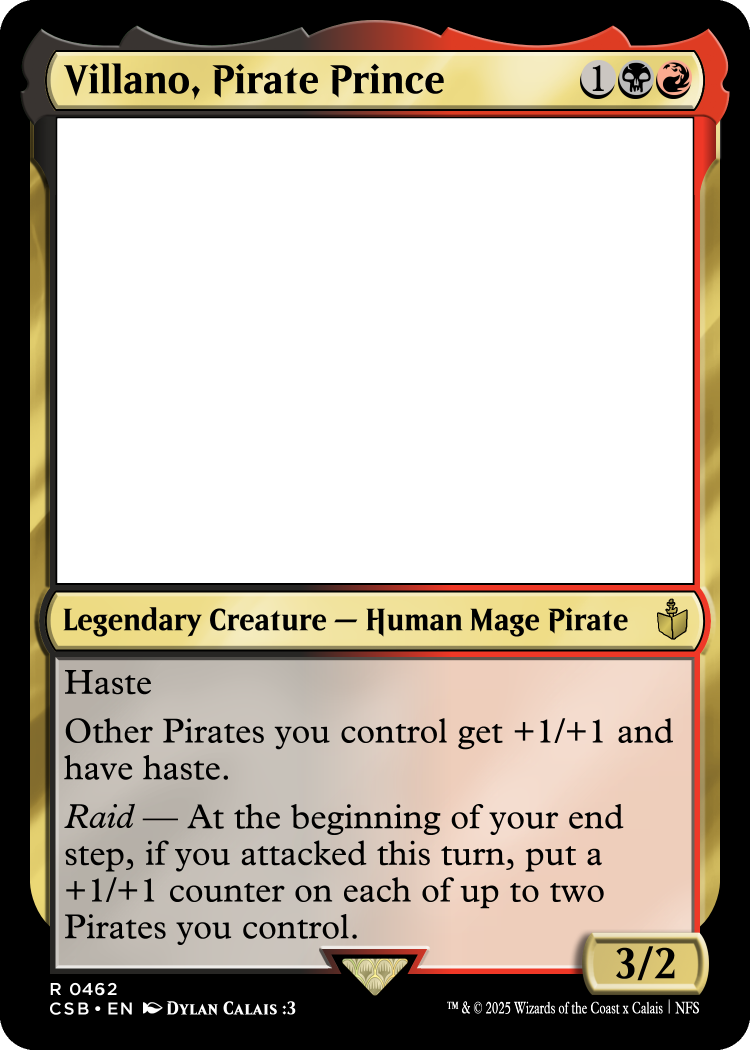 Villano, Pirate Prince 1
Legendary Creature — Human Mage Pirate
Haste
Other Pirates you control get +1/+1 and
have haste.
Raid — At the beginning of your end
step, if you attacked this turn, put a
+1/+1 counter on each of up to two
Pirates you control.
3/2
R 0462
CSB • EN Dylan Calais :3
™ & © 2025 Wizards of the Coast x Calais | NFS